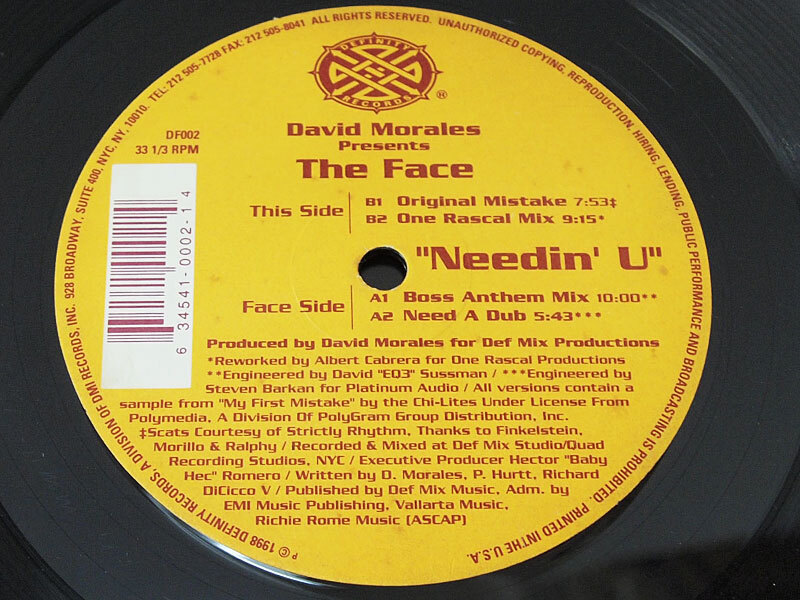 DEFINITY
RECORDS ®
DF002
33 1/3 RPM
David Morales
Presents
The Face
This Side
B1 Original Mistake 7:53‡
B2 One Rascal Mix 9:15*
"Needin' U"
Face Side
A1 Boss Anthem Mix 10:00**
A2 Need A Dub 5:43***
6 34541-0002-1 4
Produced by David Morales for Def Mix Productions
*Reworked by Albert Cabrera for One Rascal Productions
**Engineered by David "EQ3" Sussman / ***Engineered by
Steven Barkan for Platinum Audio / All versions contain a
sample from "My First Mistake" by the Chi-Lites Under License From
Polymedia, A Division Of PolyGram Group Distribution, Inc.
‡Scats Courtesy of Strictly Rhythm, Thanks to Finkelstein,
Morillo & Ralphy / Recorded & Mixed at Def Mix Studio/Quad
Recording Studios, NYC / Executive Producer Hector "Baby
Hec" Romero / Written by D. Morales, P. Hurtt, Richard
DiCicco V / Published by Def Mix Music, Adm. by
EMI Music Publishing, Vallarta Music,
Richie Rome Music (ASCAP)
℗ © 1998 DEFINITY RECORDS, A DIVISION OF DMI RECORDS, INC. 928 BROADWAY, SUITE 400, NYC, NY, 10010. TEL: 212 505-7728 FAX: 212 505-8041 ALL RIGHTS RESERVED. UNAUTHORIZED COPYING, REPRODUCTION, HIRING, LENDING, PUBLIC PERFORMANCE AND BROADCASTING IS PROHIBITED. PRINTED IN THE U.S.A.